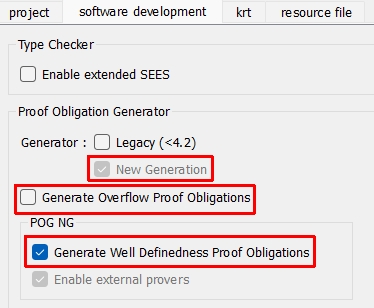 project software development krt resource file
Type Checker
Enable extended SEES
Proof Obligation Generator
Generator : Legacy (<4.2)
New Generation
Generate Overflow Proof Obligations
POG NG
Generate Well Definedness Proof Obligations
Enable external provers